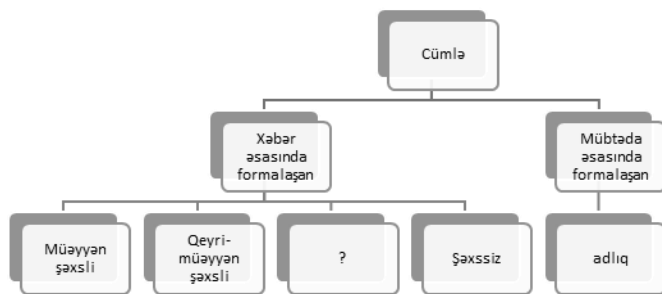 Cümlə
Xəbər
əsasında
formalaşan
Mübtəda
əsasında
formalaşan
Müəyyən
şəxsli
Qeyri-
müəyyən
şəxsli
?
Şəxssiz
adlıq